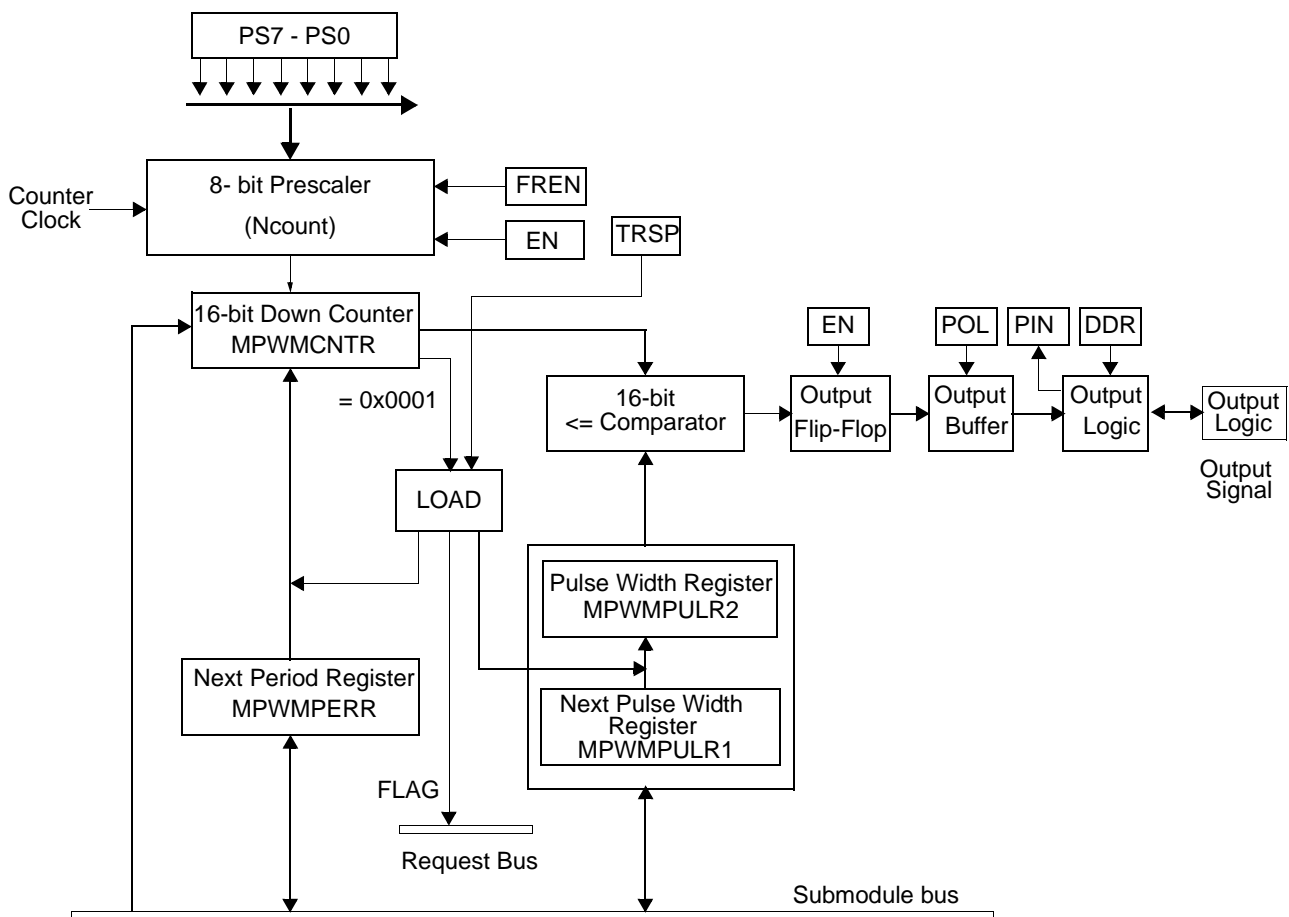 PS7 - PS0
8- bit Prescaler
(Ncount)
Counter
Clock
FREN
EN
TRSP
16-bit Down Counter
MPWMCNTR
= 0x0001
LOAD
16-bit
<= Comparator
EN
Output
Flip-Flop
POL
Output
Buffer
PIN
DDR
Output
Logic
Output
Logic
Output
Signal
Pulse Width Register
MPWMPULR2
Next Pulse Width
Register
MPWMPULR1
Next Period Register
MPWMPERR
FLAG
Request Bus
Submodule bus